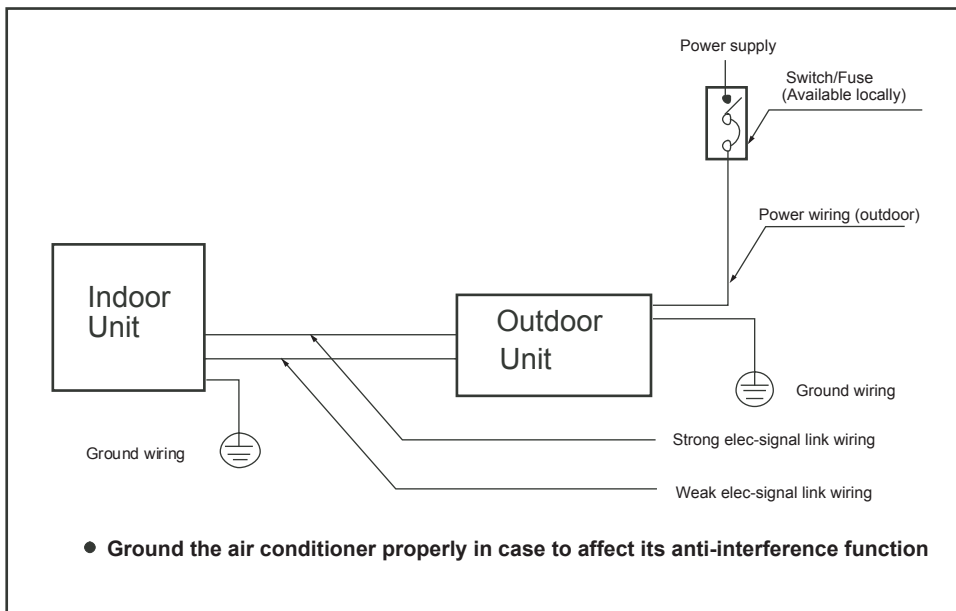 Power supply
Switch/Fuse
(Available locally)
Power wiring (outdoor)
Indoor
Unit
Outdoor
Unit
Ground wiring
Ground wiring
Strong elec-signal link wiring
Weak elec-signal link wiring
● Ground the air conditioner properly in case to affect its anti-interference function